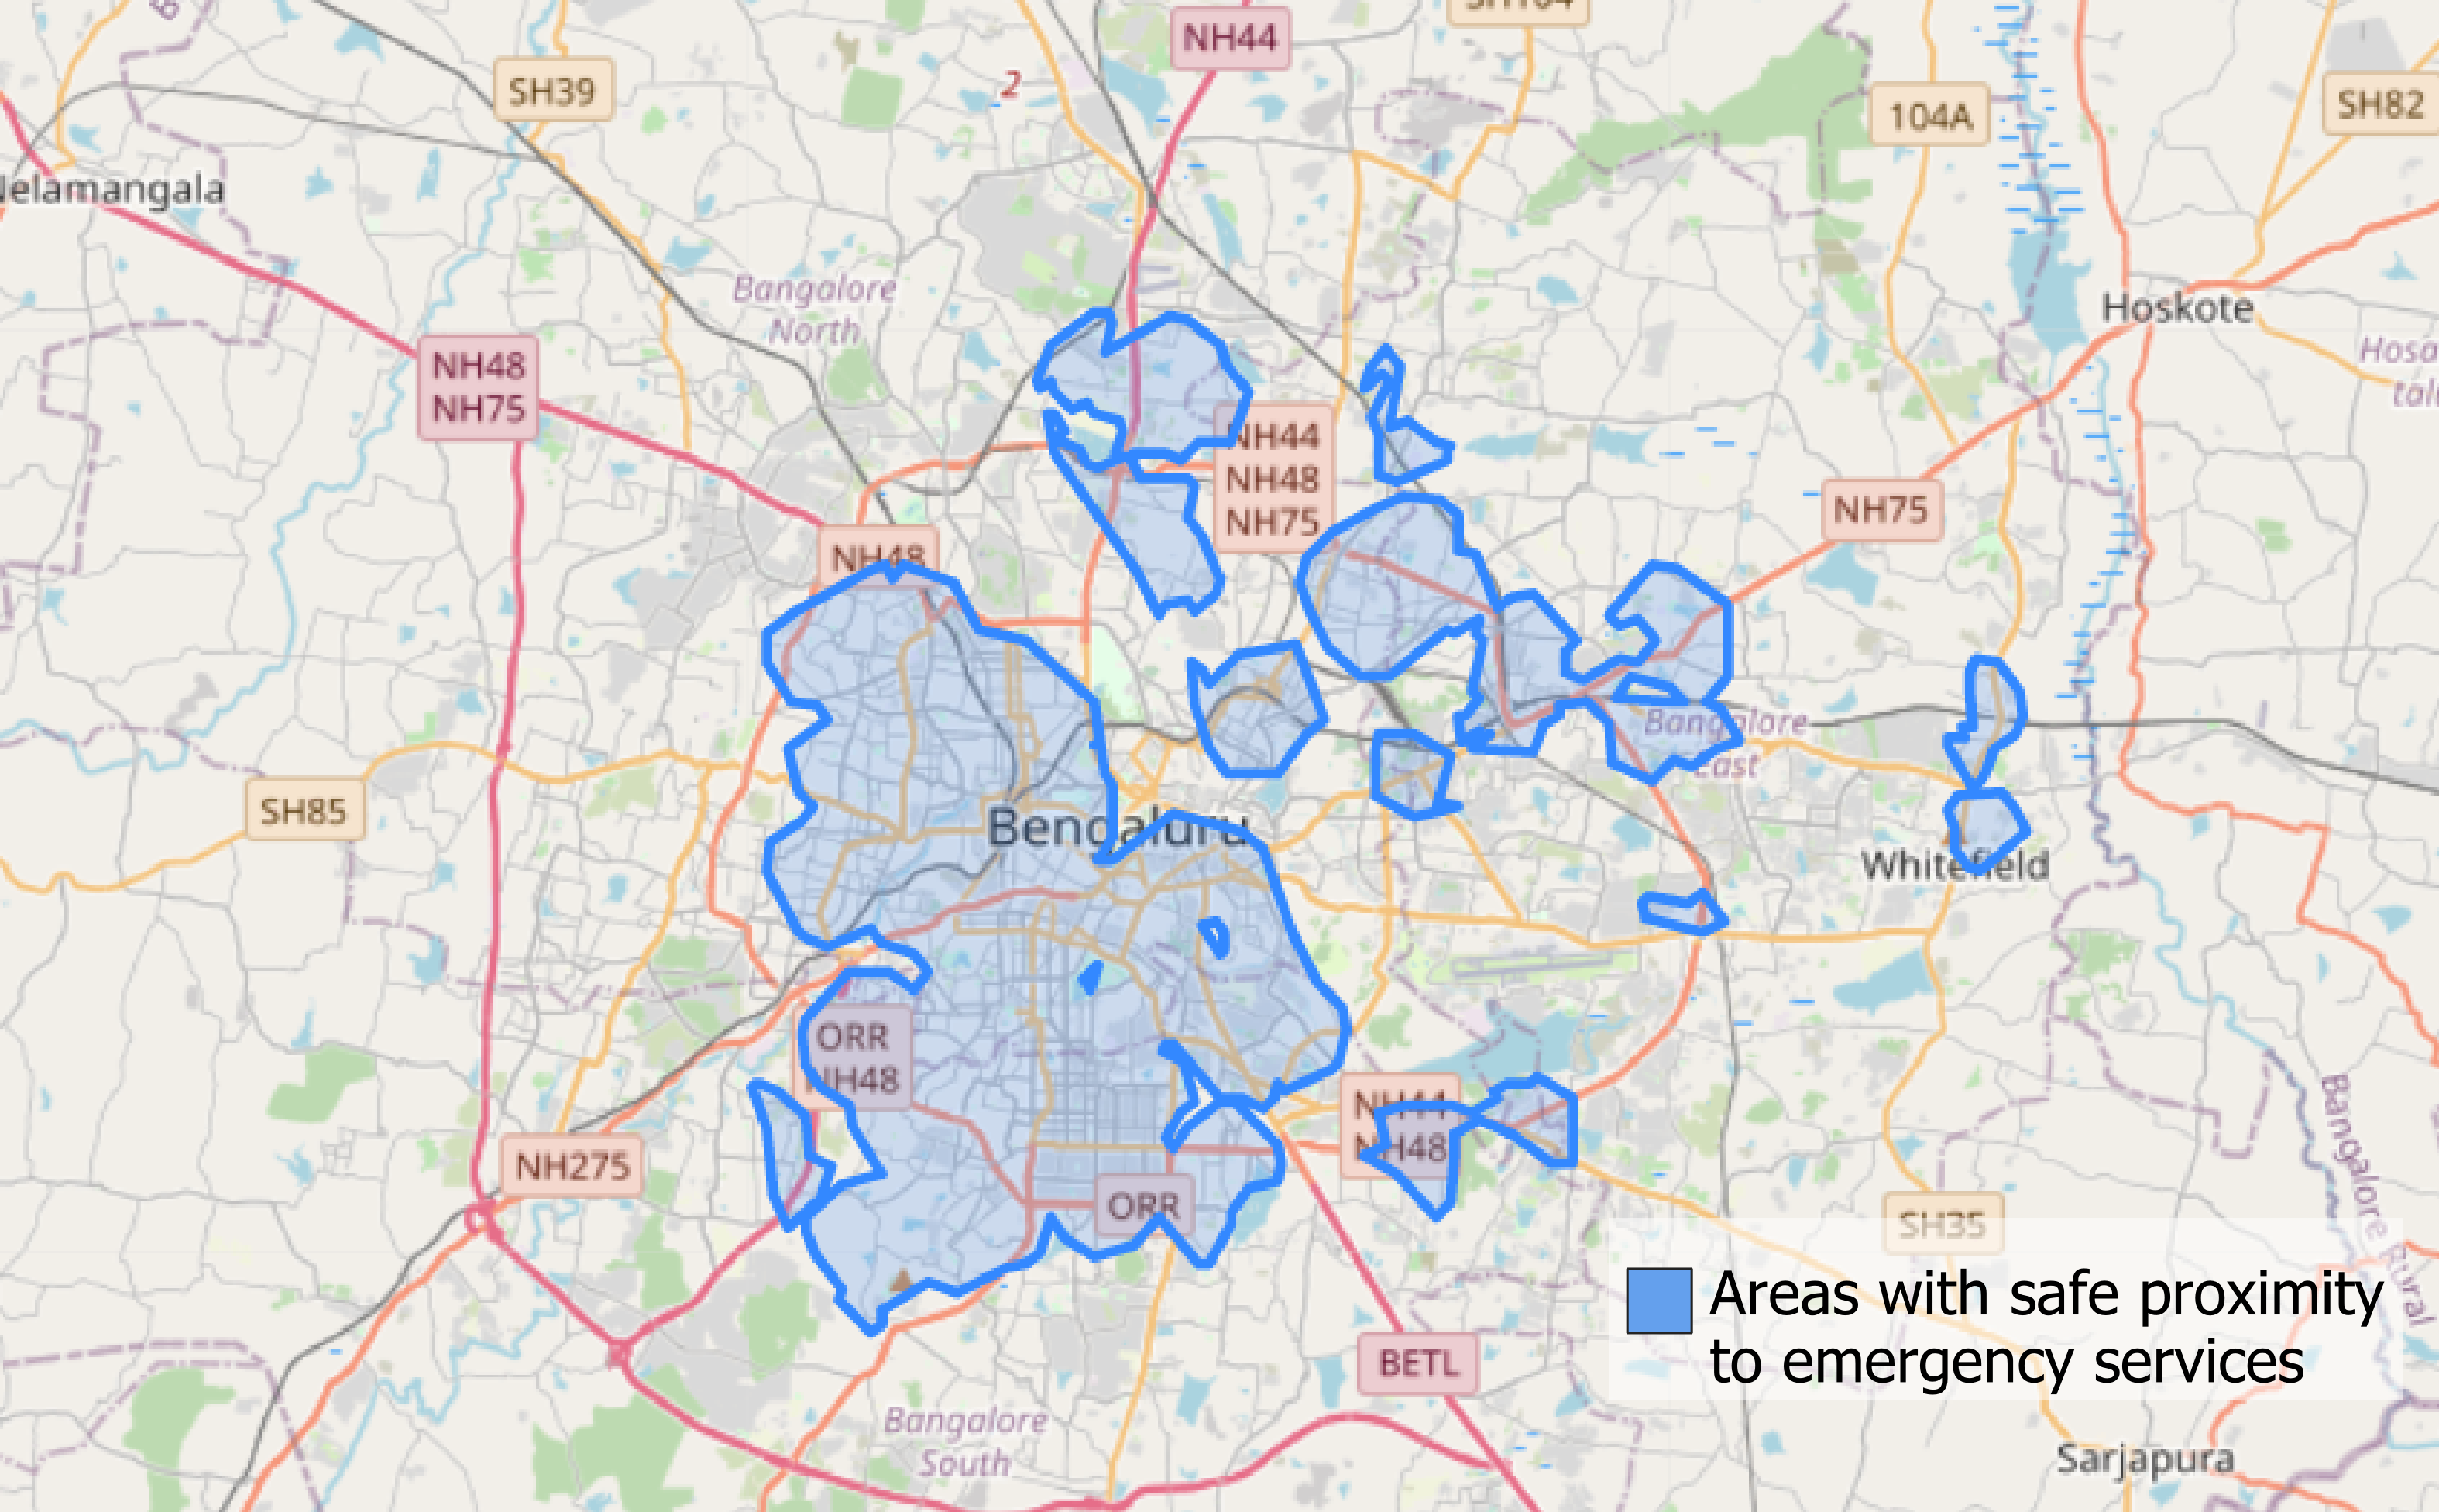 NH44
SH39
2
104A
SH82
Nelamangala
Bangalore
North
Hoskote
NH48
NH75
NH44
NH48
NH75
NH75
NH48
Bangalore
East
SH85
Bengaluru
Whitefield
ORR
NH48
NH44
NH48
NH275
ORR
SH35
Bangalore Rural
Areas with safe proximity
to emergency services
BETL
Bangalore
South
Sarjapura